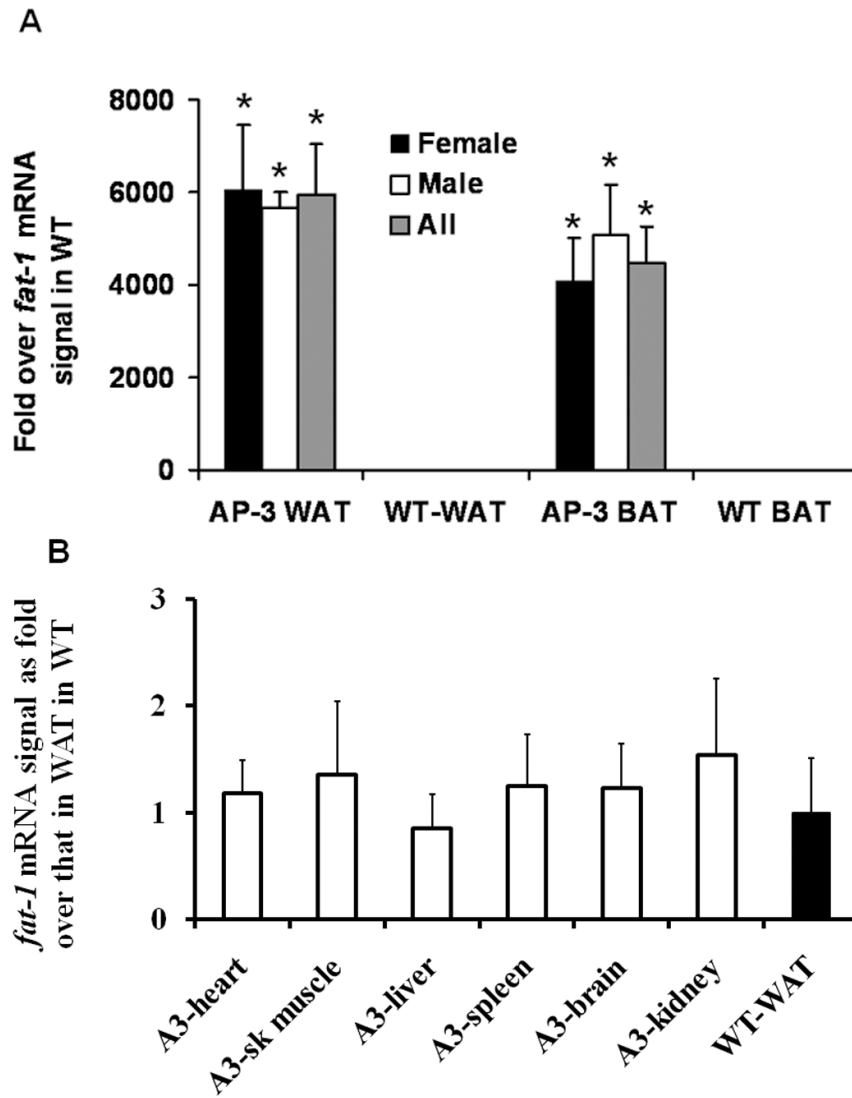 A
Fold over fat-1 mRNA
signal in WT
8000
6000
4000
2000
0
* * *
* * *
Female
Male
All
AP-3 WAT WT-WAT AP-3 BAT WT BAT
B
fat-1 mRNA signal as fold
over that in WAT in WT
3
2
1
0
A3-heart
A3-sk muscle
A3-liver
A3-spleen
A3-brain
A3-kidney
WT-WAT